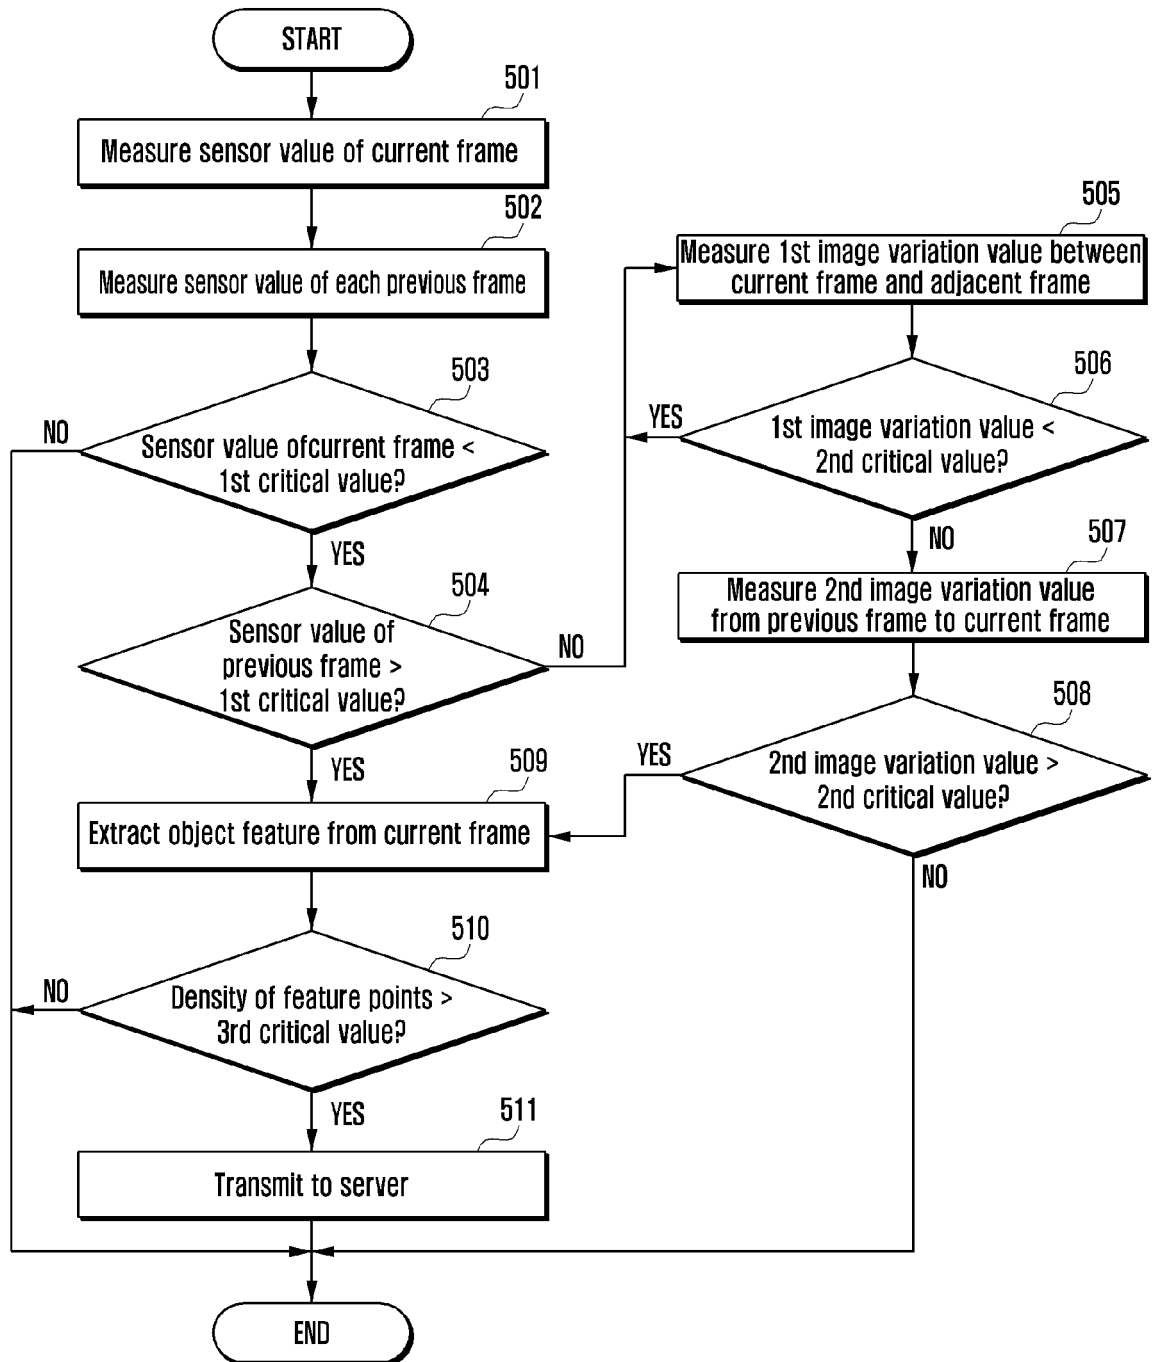 START
501
Measure sensor value of current frame
502
Measure sensor value of each previous frame
503
NO
Sensor value ofcurrent frame <
1st critical value?
YES
504
Sensor value of
previous frame >
1st critical value?
NO
YES
505
Measure 1st image variation value between
current frame and adjacent frame
506
YES
1st image variation value <
2nd critical value?
NO
507
Measure 2nd image variation value
from previous frame to current frame
508
YES
2nd image variation value >
2nd critical value?
NO
509
Extract object feature from current frame
510
NO
Density of feature points >
3rd critical value?
YES
511
Transmit to server
END